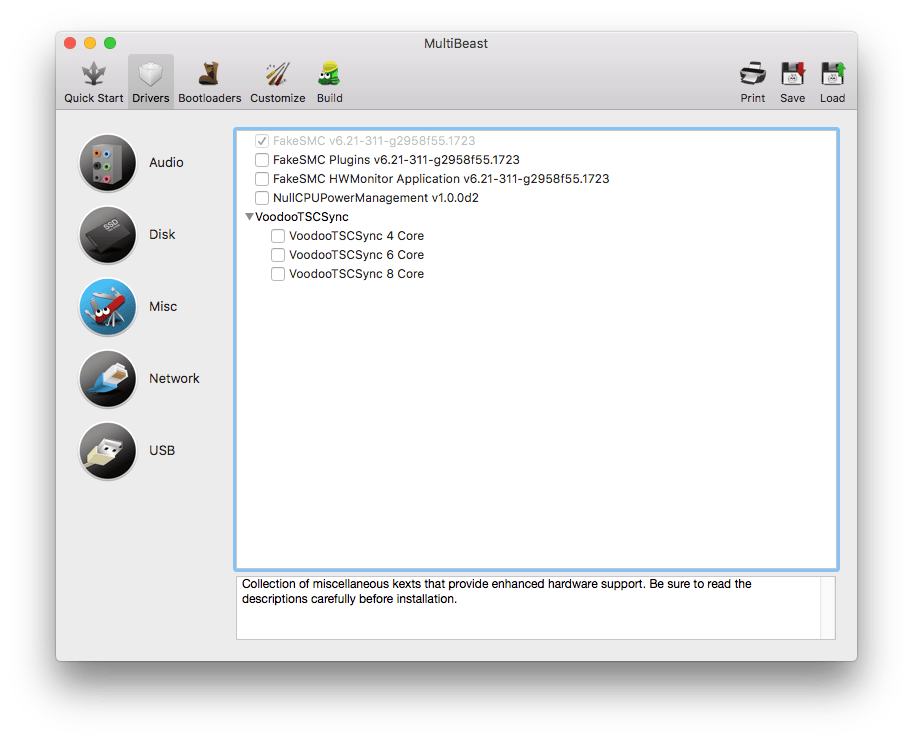 MultiBeast
Quick Start
Drivers
Bootloaders
Customize
Build
Print
Save
Load
Audio
SSD
Disk
Misc
Network
USB
FakeSMC v6.21-311-g2958f55.1723
FakeSMC Plugins v6.21-311-g2958f55.1723
FakeSMC HWMonitor Application v6.21-311-g2958f55.1723
NullCPUPowerManagement v1.0.0d2
VoodooTSCSync
VoodooTSCSync 4 Core
VoodooTSCSync 6 Core
VoodooTSCSync 8 Core
Collection of miscellaneous kexts that provide enhanced hardware support. Be sure to read the
descriptions carefully before installation.